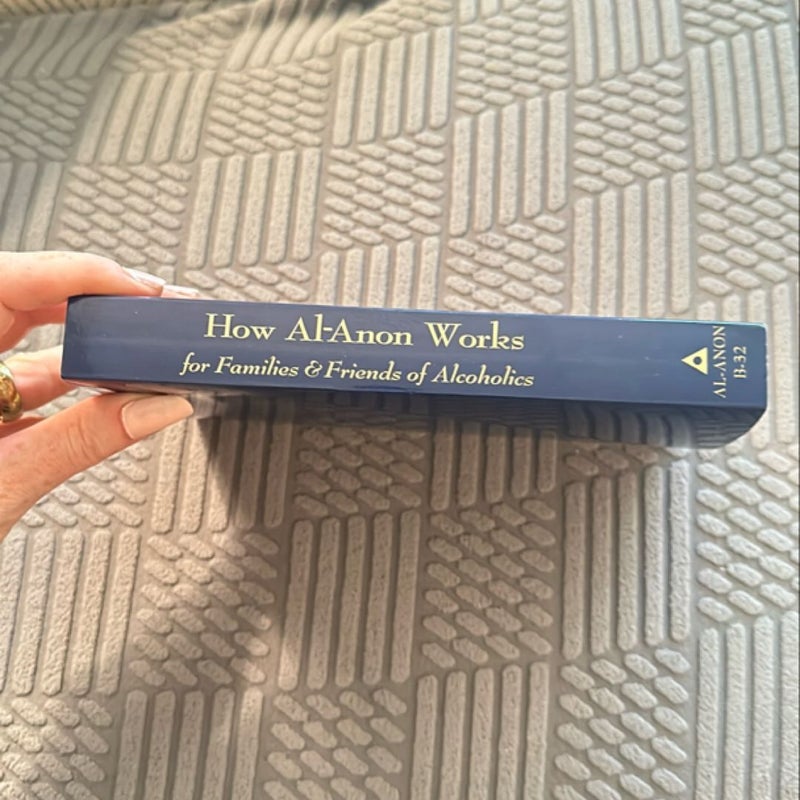 How Al-Anon Works
for Families & Friends of Alcoholics
AL-ANON
B-32